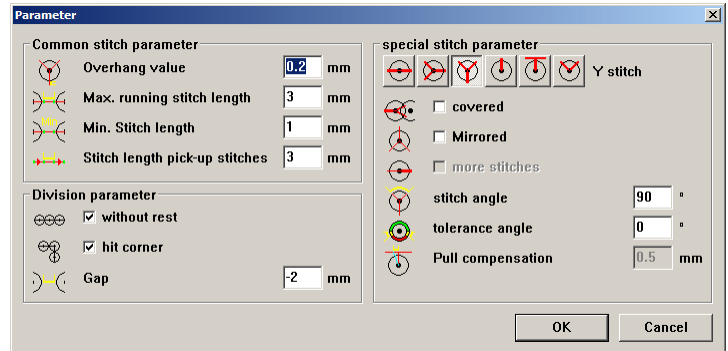 Parameter
Common stitch parameter
Overhang value 0.2 mm
Max. running stitch length 3 mm
Min. Stitch length 1 mm
Stitch length pick-up stitches 3 mm
Division parameter
without rest
hit corner
Gap -2 mm
special stitch parameter
Y stitch
covered
Mirrored
more stitches
stitch angle 90 °
tolerance angle 0 °
Pull compensation 0.5 mm
OK Cancel